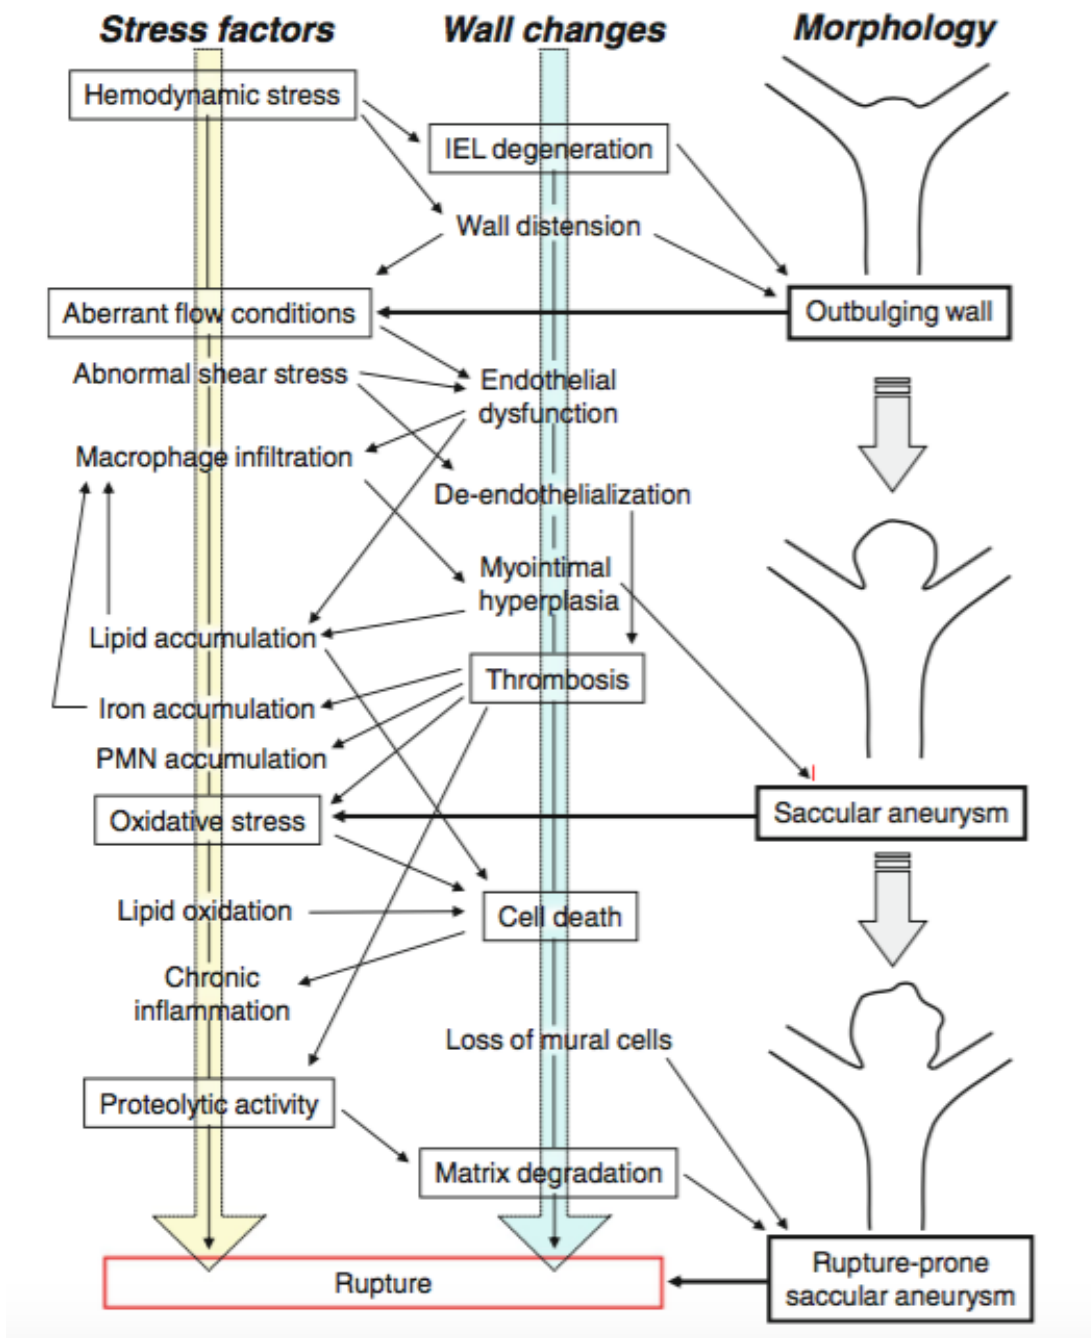 Stress factors
Wall changes
Morphology
Hemodynamic stress
IEL degeneration
Wall distension
Aberrant flow conditions
Outbulging wall
Abnormal shear stress
Endothelial
dysfunction
Macrophage infiltration
De-endothelialization
Myointimal
hyperplasia
Lipid accumulation
Thrombosis
Iron accumulation
PMN accumulation
Oxidative stress
Saccular aneurysm
Lipid oxidation
Cell death
Chronic
inflammation
Loss of mural cells
Proteolytic activity
Matrix degradation
Rupture
Rupture-prone
saccular aneurysm